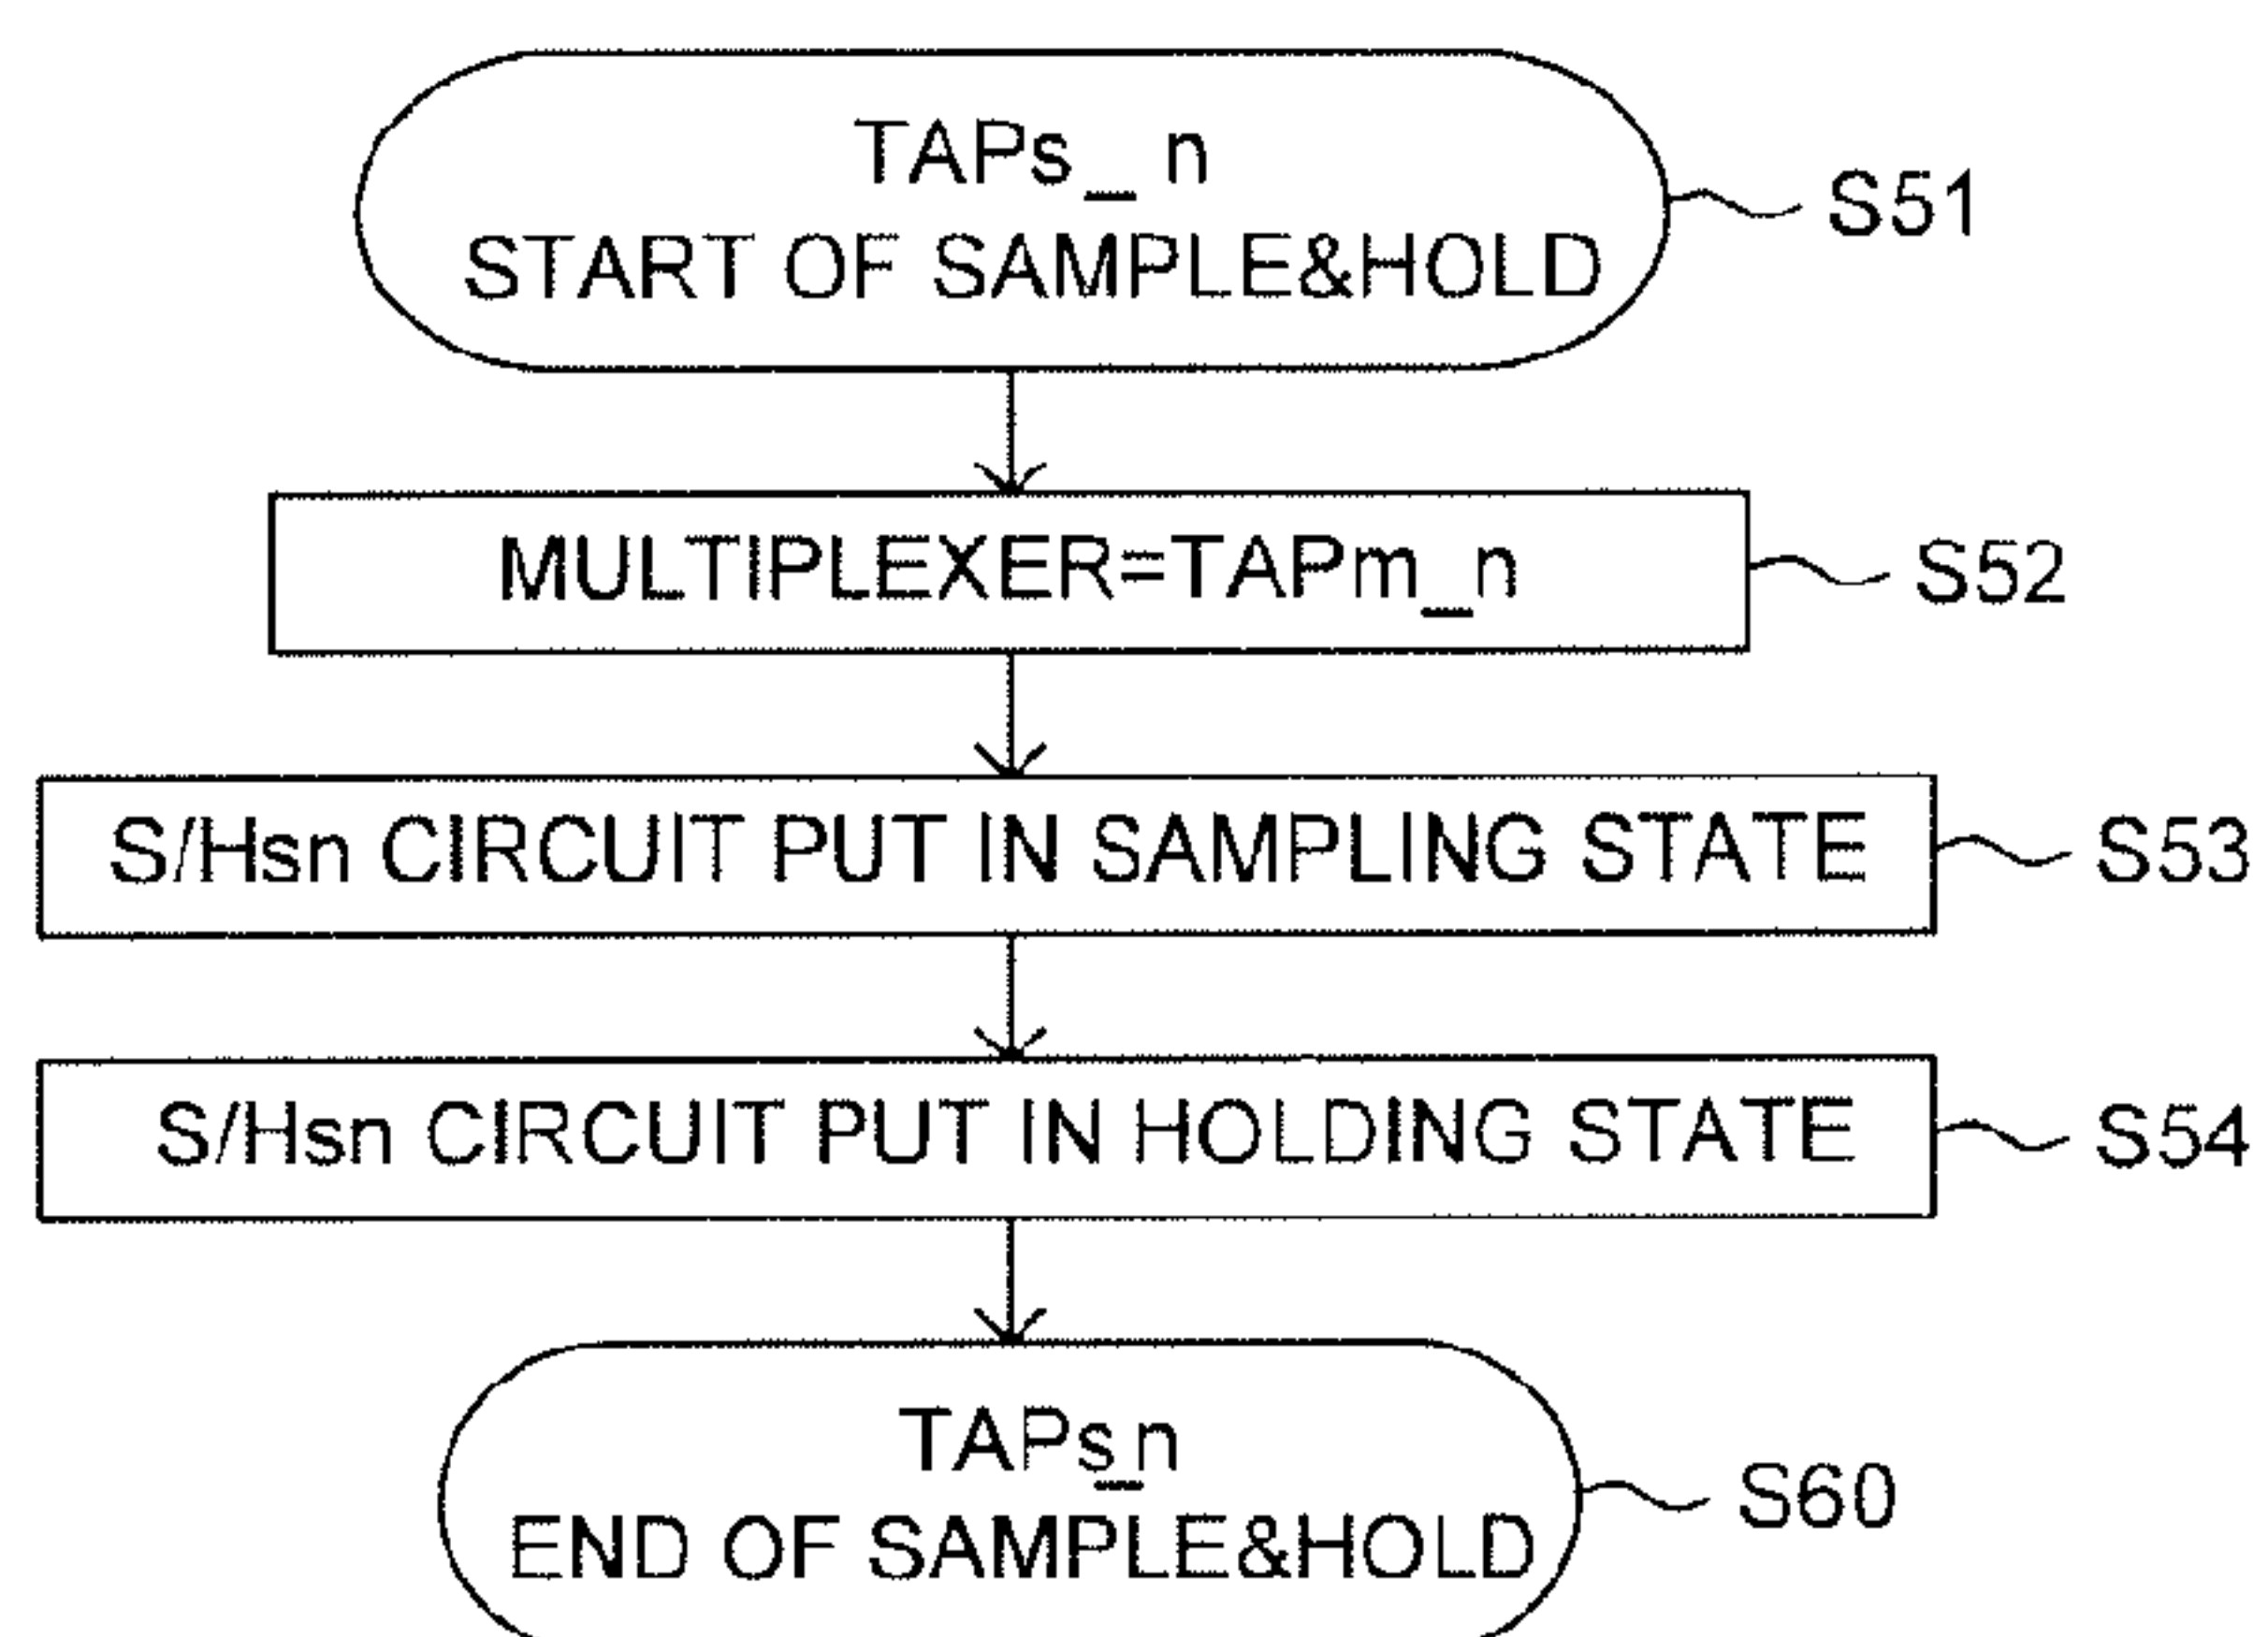 TAPs_n
START OF SAMPLE&HOLD
S51
MULTIPLEXER=TAPm_n
S52
S/Hsn CIRCUIT PUT IN SAMPLING STATE
S53
S/Hsn CIRCUIT PUT IN HOLDING STATE
S54
TAPs_n
END OF SAMPLE&HOLD
S60